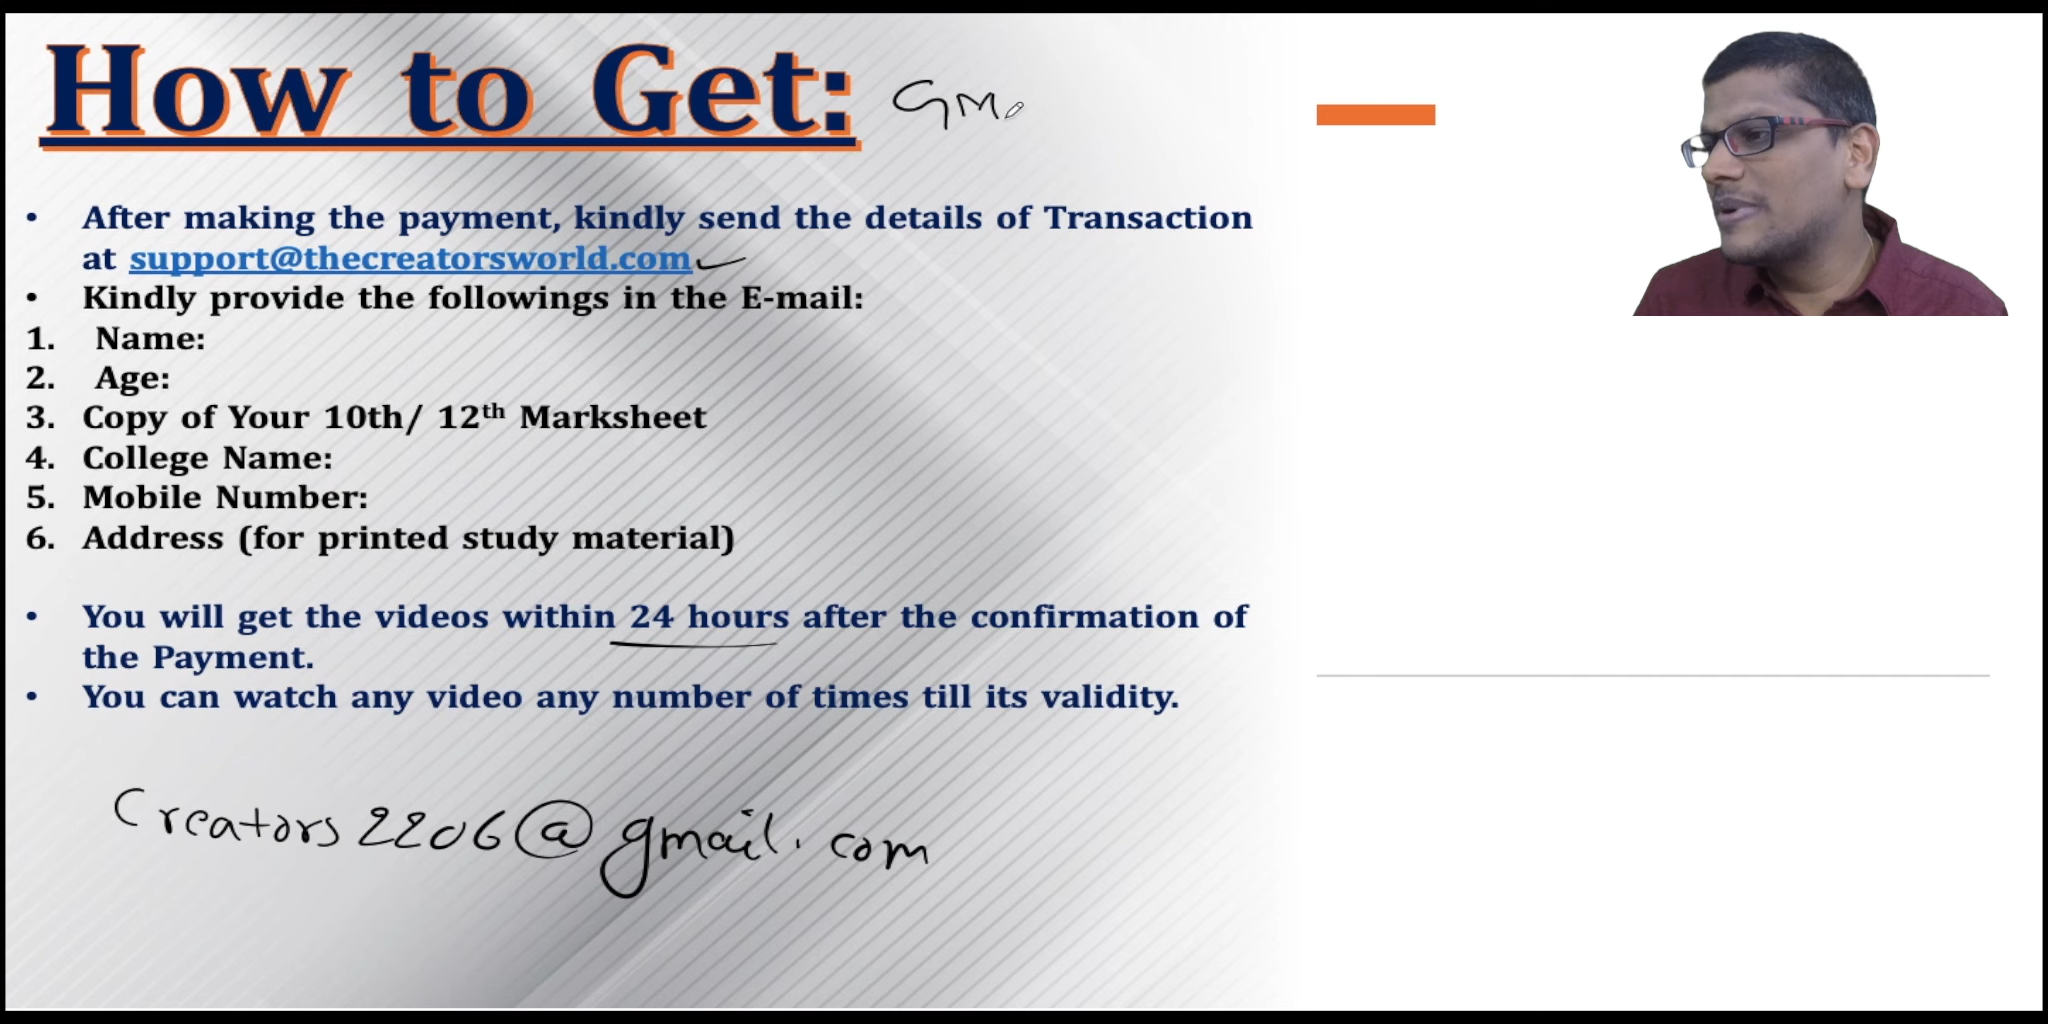 How to Get: GM
• After making the payment, kindly send the details of Transaction
at support@thecreatorsworld.com
• Kindly provide the followings in the E-mail:
1. Name:
2. Age:
3. Copy of Your 10th/ 12th Marksheet
4. College Name:
5. Mobile Number:
6. Address (for printed study material)
• You will get the videos within 24 hours after the confirmation of
the Payment.
• You can watch any video any number of times till its validity.
Creators2206@gmail.com